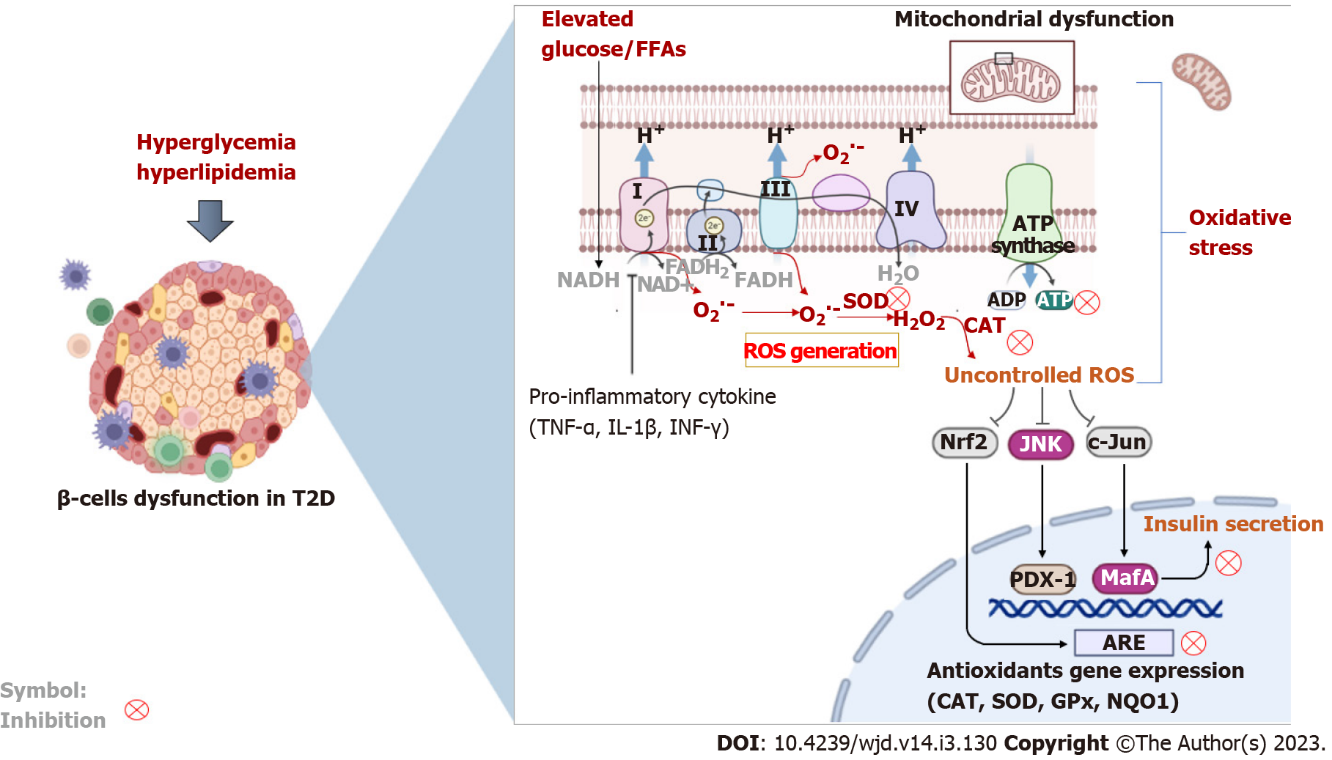 Elevated
glucose/FFAs
Mitochondrial dysfunction
Hyperglycemia
hyperlipidemia
H+
H+
H+
O2·-
I
III
IV
2e-
2e-
II
ATP
synthase
Oxidative
stress
NADH
NAD+
FADH2
FADH
H2O
ADP
ATP
O2·-
O2·-
SOD
H2O2
CAT
ROS generation
Uncontrolled ROS
Pro-inflammatory cytokine
(TNF-α, IL-1β, INF-γ)
Nrf2
JNK
c-Jun
β-cells dysfunction in T2D
Insulin secretion
PDX-1
MafA
ARE
Antioxidants gene expression
(CAT, SOD, GPx, NQO1)
Symbol:
Inhibition
DOI: 10.4239/wjd.v14.i3.130 Copyright ©The Author(s) 2023.